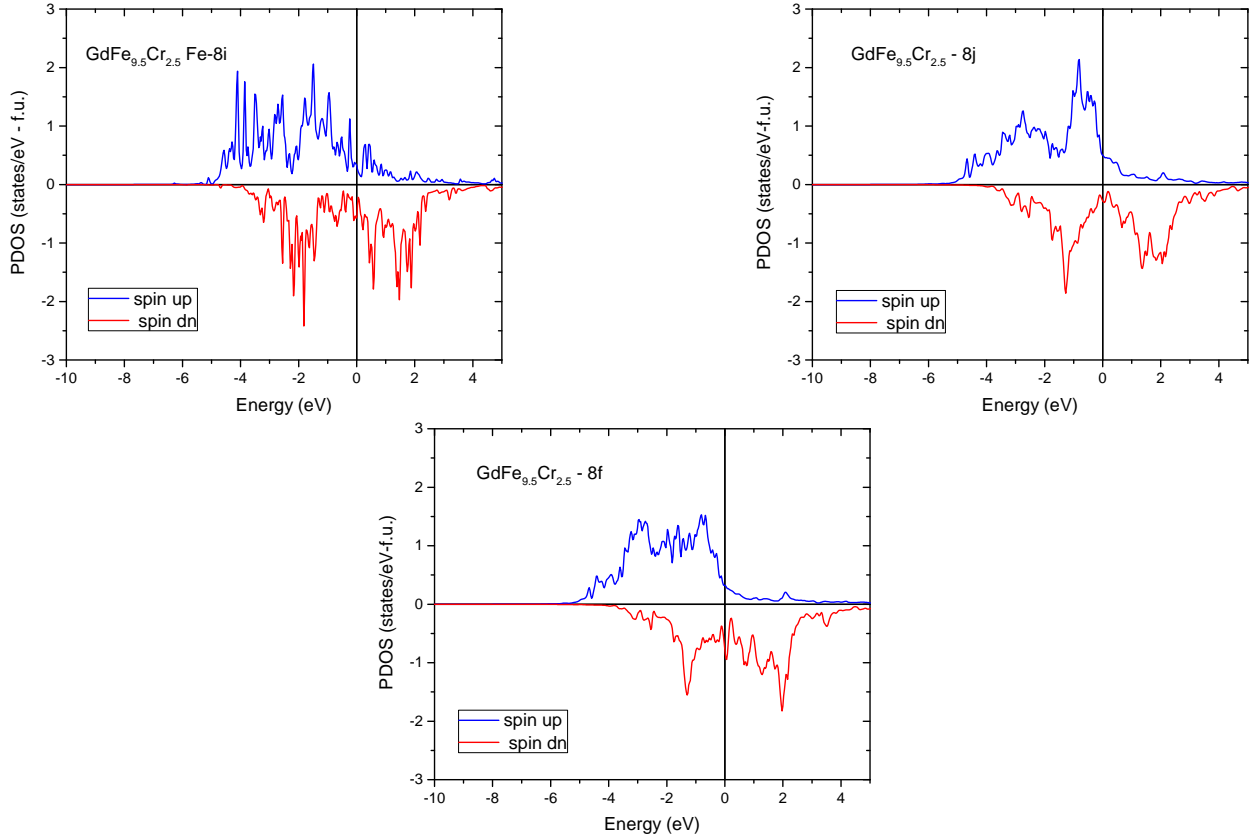 GdFe9.5Cr2.5 Fe-8i
PDOS (states/eV - f.u.)
3
2
1
0
-1
-2
-3
spin up
spin dn
-10 -8 -6 -4 -2 0 2 4
Energy (eV)
GdFe9.5Cr2.5 - 8j
PDOS (states/eV-f.u.)
3
2
1
0
-1
-2
-3
spin up
spin dn
-10 -8 -6 -4 -2 0 2 4
Energy (eV)
GdFe9.5Cr2.5 - 8f
PDOS (states/eV-f.u.)
3
2
1
0
-1
-2
-3
spin up
spin dn
-10 -8 -6 -4 -2 0 2 4
Energy (eV)